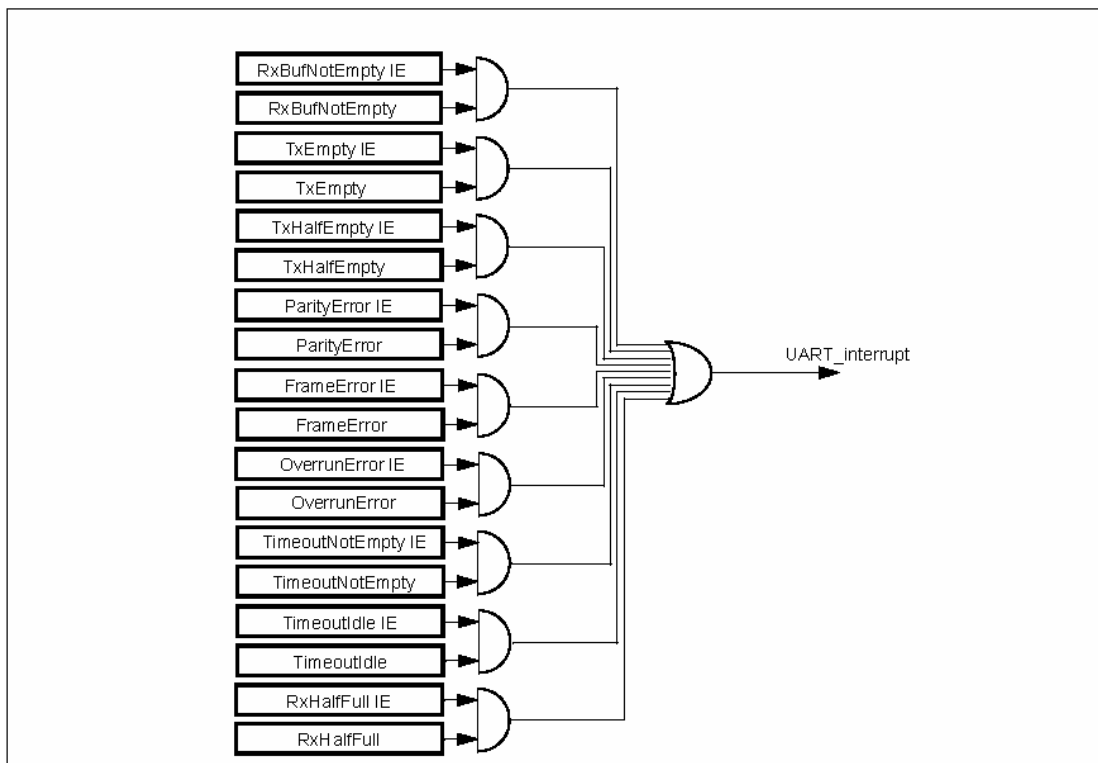 RxBufNotEmpty IE
RxBufNotEmpty
TxEmpty IE
TxEmpty
TxHalfEmpty IE
TxHalfEmpty
ParityError IE
ParityError
UART_interrupt
FrameError IE
FrameError
OverrunError IE
OverrunError
TimeoutNotEmpty IE
TimeoutNotEmpty
TimeoutIdle IE
TimeoutIdle
RxHalfFull IE
RxHalfFull